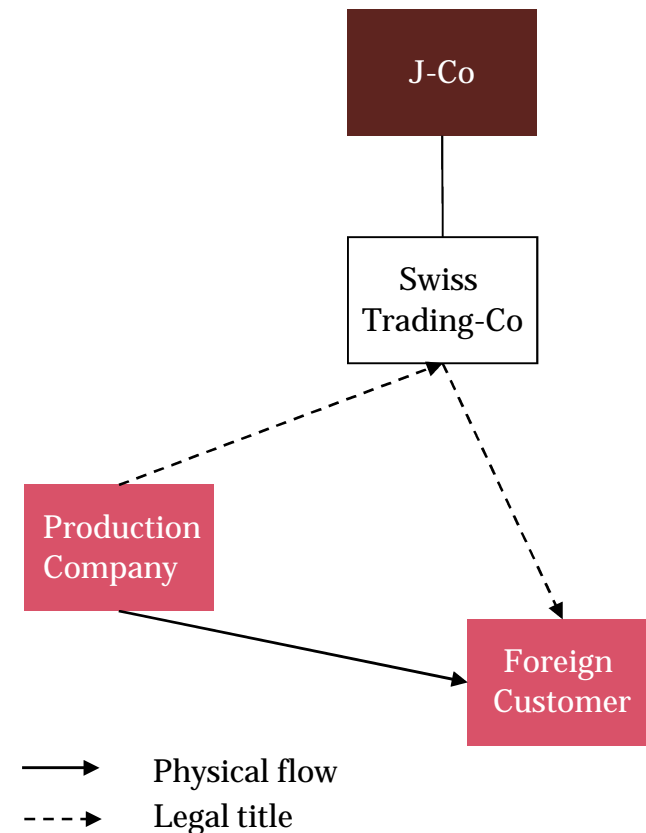 J-Co
Swiss
Trading-Co
Production
Company
Foreign
Customer
Physical flow
Legal title